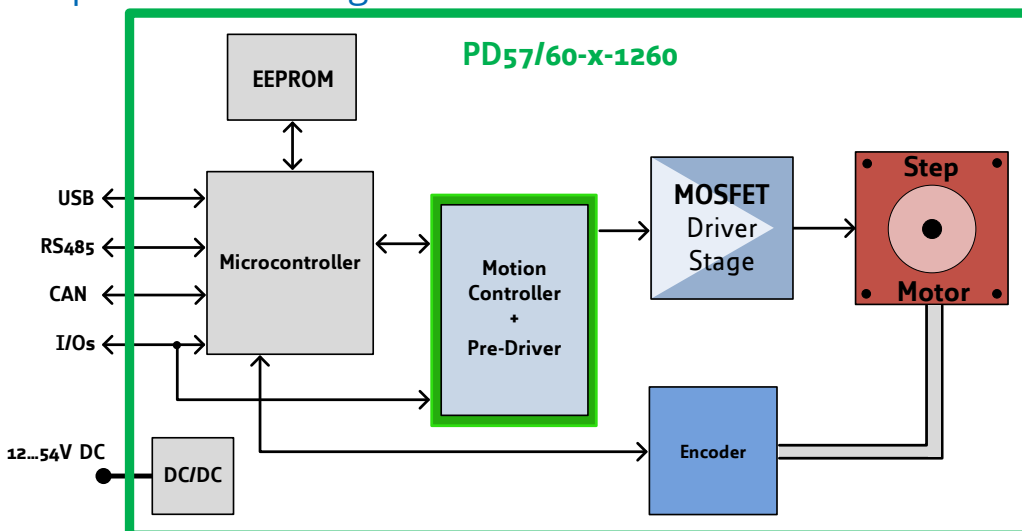 PD57/60-x-1260
EEPROM
USB
RS485
CAN
I/Os
Microcontroller
Motion
Controller
+
Pre-Driver
MOSFET
Driver
Stage
Step
Motor
12...54V DC
DC/DC
Encoder